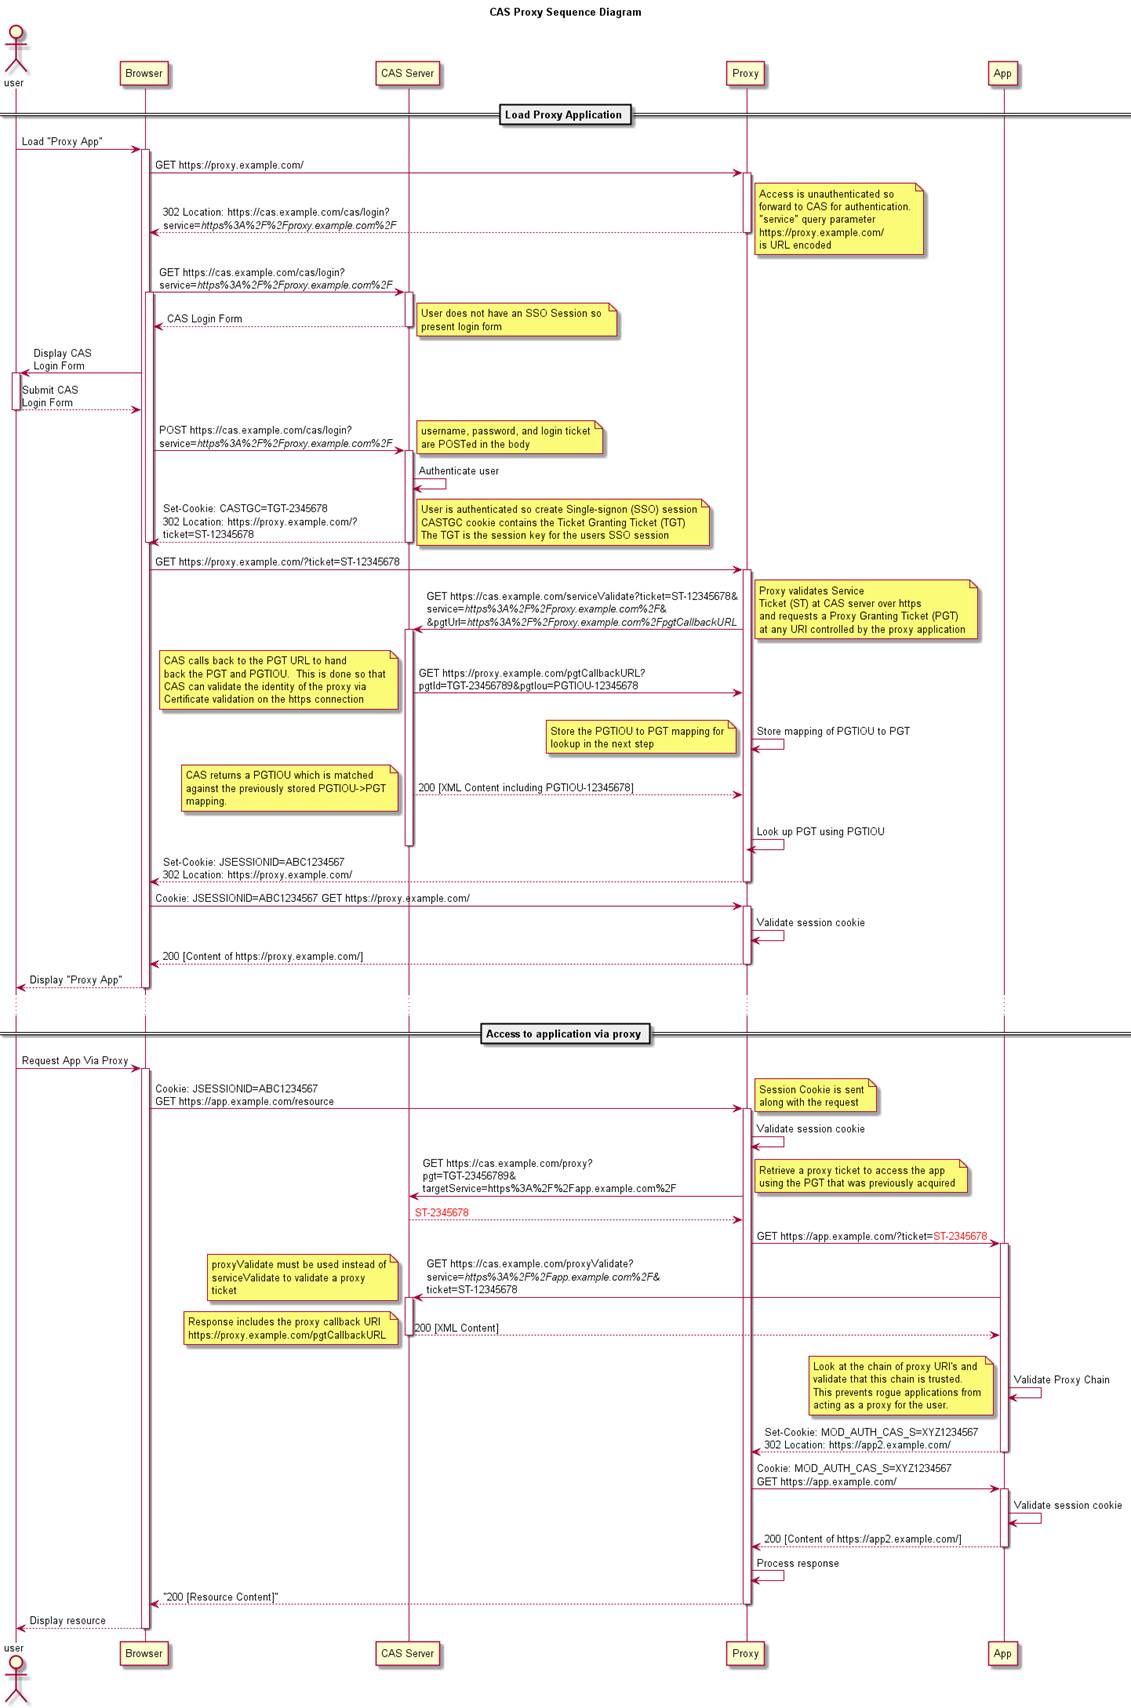 CAS Proxy Sequence Diagram
user
Browser
CAS Server
Proxy
App
Load Proxy Application
Load "Proxy App"
GET https://proxy.example.com/
Access is unauthenticated so
forward to CAS for authentication.
"service" query parameter
https://proxy.example.com/
is URL encoded
302 Location: https://cas.example.com/cas/login?
service=https%3A%2F%2Fproxy.example.com%2F
GET https://cas.example.com/cas/login?
service=https%3A%2F%2Fproxy.example.com%2F
User does not have an SSO Session so
present login form
CAS Login Form
Display CAS
Login Form
Submit CAS
Login Form
POST https://cas.example.com/cas/login?
service=https%3A%2F%2Fproxy.example.com%2F
username, password, and login ticket
are POSTed in the body
Authenticate user
Set-Cookie: CASTGC=TGT-2345678
302 Location: https://proxy.example.com/?
ticket=ST-12345678
User is authenticated so create Single-signon (SSO) session
CASTGC cookie contains the Ticket Granting Ticket (TGT)
The TGT is the session key for the users SSO session
GET https://proxy.example.com/?ticket=ST-12345678
GET https://cas.example.com/serviceValidate?ticket=ST-12345678&
service=https%3A%2F%2Fproxy.example.com%2F&
&pgtUrl=https%3A%2F%2Fproxy.example.com%2FpgtCallbackURL
Proxy validates Service
Ticket (ST) at CAS server over https
and requests a Proxy Granting Ticket (PGT)
at any URI controlled by the proxy application
CAS calls back to the PGT URL to hand
back the PGT and PGTIOU. This is done so that
CAS can validate the identity of the proxy via
Certificate validation on the https connection
GET https://proxy.example.com/pgtCallbackURL?
pgtId=TGT-23456789&pgtIou=PGTIOU-12345678
Store the PGTIOU to PGT mapping for
lookup in the next step
Store mapping of PGTIOU to PGT
CAS returns a PGTIOU which is matched
against the previously stored PGTIOU->PGT
mapping.
200 [XML Content including PGTIOU-12345678]
Look up PGT using PGTIOU
Set-Cookie: JSESSIONID=ABC1234567
302 Location: https://proxy.example.com/
Cookie: JSESSIONID=ABC1234567 GET https://proxy.example.com/
Validate session cookie
200 [Content of https://proxy.example.com/]
Display "Proxy App"
Access to application via proxy
Request App Via Proxy
Cookie: JSESSIONID=ABC1234567
GET https://app.example.com/resource
Session Cookie is sent
along with the request
Validate session cookie
GET https://cas.example.com/proxy?
pgt=TGT-23456789&
targetService=https%3A%2F%2Fapp.example.com%2F
Retrieve a proxy ticket to access the app
using the PGT that was previously acquired
ST-2345678
GET https://app.example.com/?ticket=ST-2345678
proxyValidate must be used instead of
serviceValidate to validate a proxy
ticket
GET https://cas.example.com/proxyValidate?
service=https%3A%2F%2Fapp.example.com%2F&
ticket=ST-12345678
Response includes the proxy callback URI
https://proxy.example.com/pgtCallbackURL
200 [XML Content]
Look at the chain of proxy URI's and
validate that this chain is trusted.
This prevents rogue applications from
acting as a proxy for the user.
Validate Proxy Chain
Set-Cookie: MOD_AUTH_CAS_S=XYZ1234567
302 Location: https://app2.example.com/
Cookie: MOD_AUTH_CAS_S=XYZ1234567
GET https://app.example.com/
Validate session cookie
200 [Content of https://app2.example.com/]
Process response
"200 [Resource Content]"
Display resource
user
Browser
CAS Server
Proxy
App